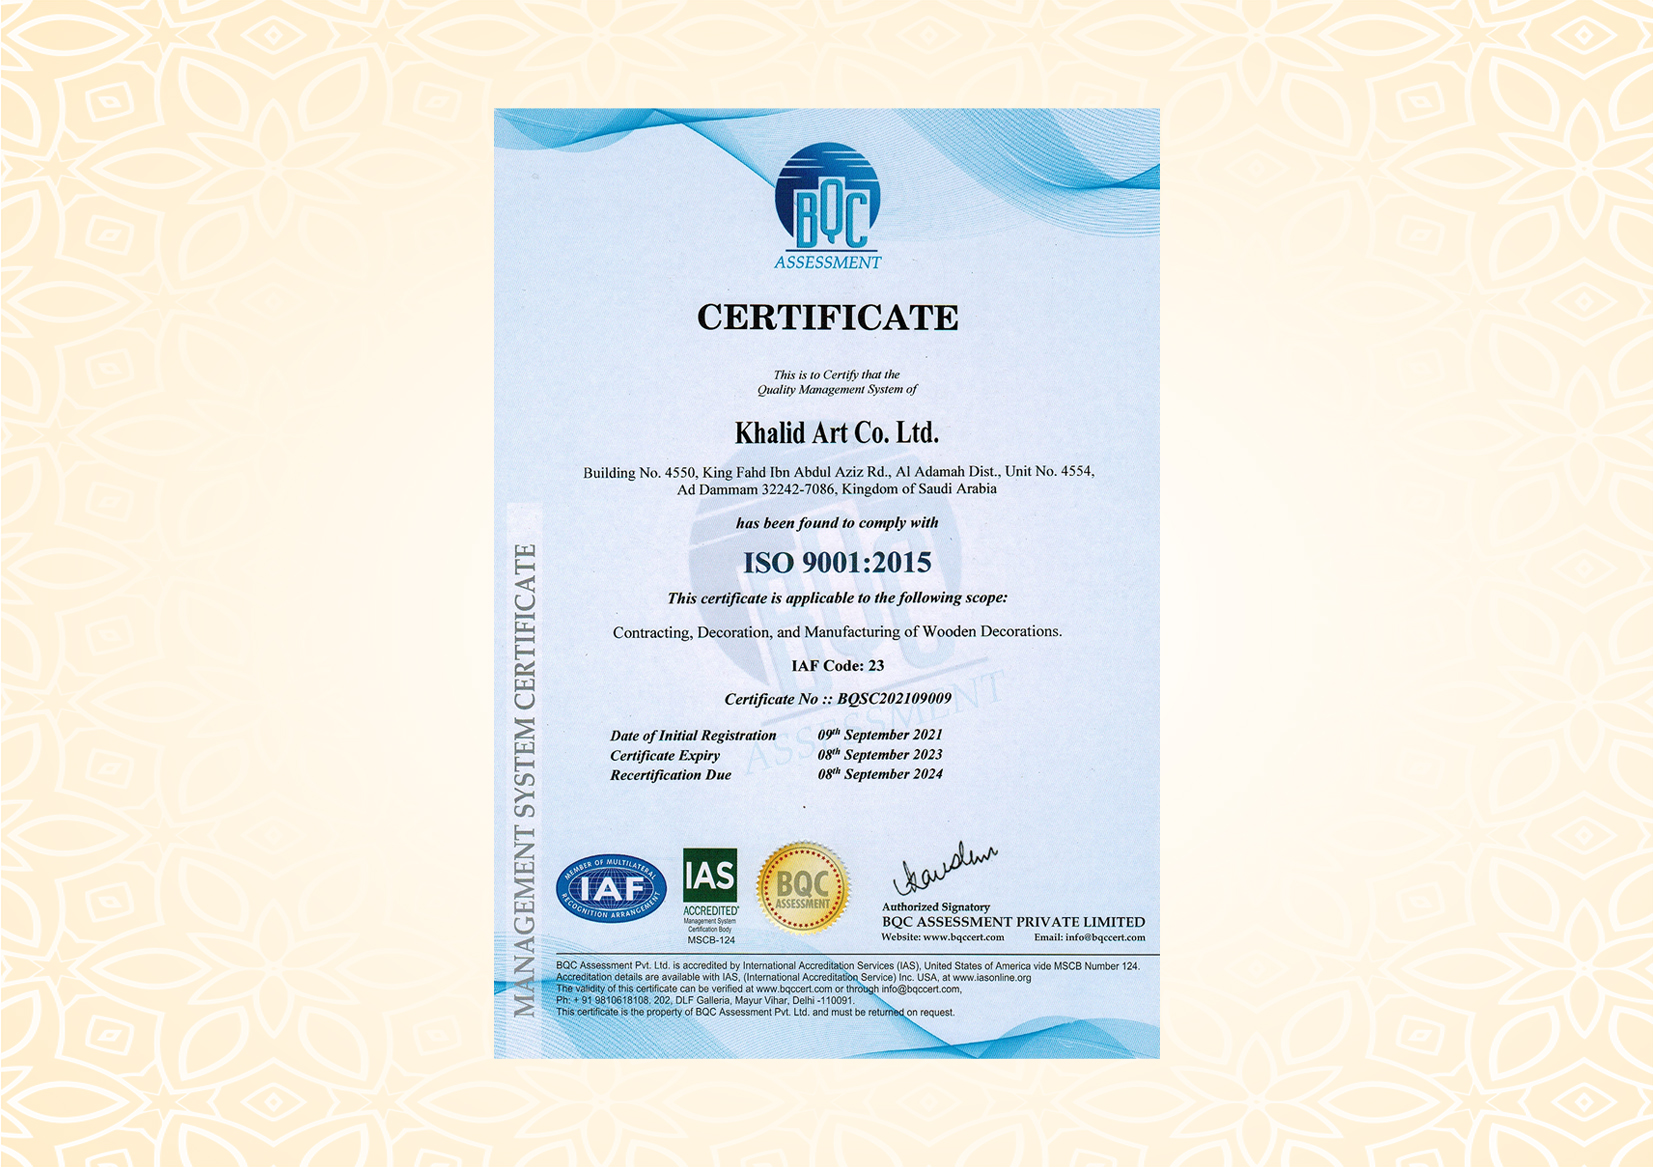 BQC
ASSESSMENT
CERTIFICATE
This is to Certify that the
Quality Management System of
Khalid Art Co. Ltd.
Building No. 4550, King Fahd Ibn Abdul Aziz Rd., Al Adamah Dist., Unit No. 4554,
Ad Dammam 32242-7086, Kingdom of Saudi Arabia
has been found to comply with
ISO 9001:2015
This certificate is applicable to the following scope:
Contracting, Decoration, and Manufacturing of Wooden Decorations.
IAF Code: 23
Certificate No :: BQSC202109009
Date of Initial Registration 09th September 2021
Certificate Expiry 08th September 2023
Recertification Due 08th September 2024
BQC
ASSESSMENT
MANAGEMENT SYSTEM CERTIFICATE
MEMBER OF MULTILATERAL
IAF
RECOGNITION ARRANGEMENT
IAS
ACCREDITED
Management System
Certification Body
MSCB-124
BQC
ASSESSMENT
Authorized Signatory
BQC ASSESSMENT PRIVATE LIMITED
Website: www.bqccert.com Email: info@bqccert.com
BQC Assessment Pvt. Ltd. is accredited by International Accreditation Services (IAS), United States of America vide MSCB Number 124.
Accreditation details are available with IAS, (International Accreditation Service) Inc. USA, at www.iasonline.org
The validity of this certificate can be verified at www.bqccert.com or through info@bqccert.com,
Ph: + 91 9810618108, 202, DLF Galleria, Mayur Vihar, Delhi -110091.
This certificate is the property of BQC Assessment Pvt. Ltd. and must be returned on request.